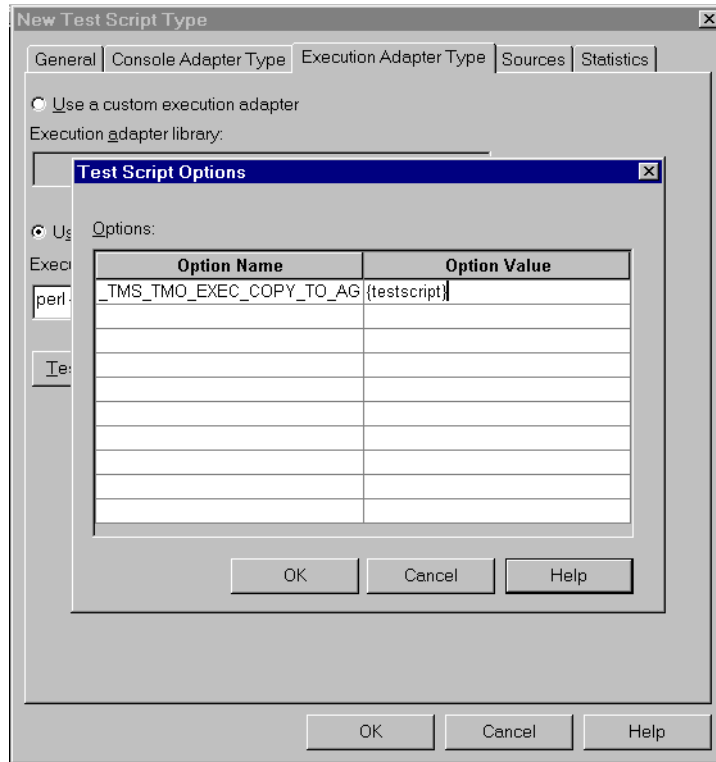 New Test Script Type
General Console Adapter Type Execution Adapter Type Sources Statistics
Use a custom execution adapter
Execution adapter library:
Test Script Options
Options:
Option Name Option Value
_TMS_TMO_EXEC_COPY_TO_AG {testscript}
perl
OK Cancel Help
OK Cancel Help